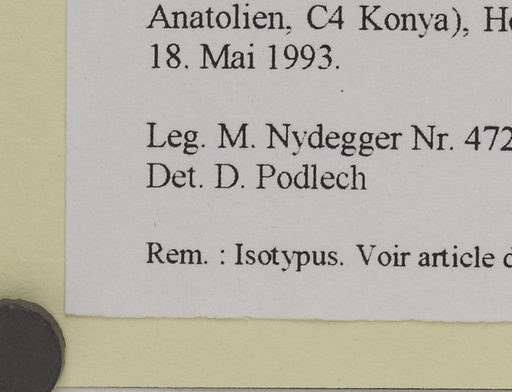 Anatolien, C4 Konya), H
18. Mai 1993.
Leg. M. Nydegger Nr. 472
Det. D. Podlech
Rem. : Isotypus. Voir article